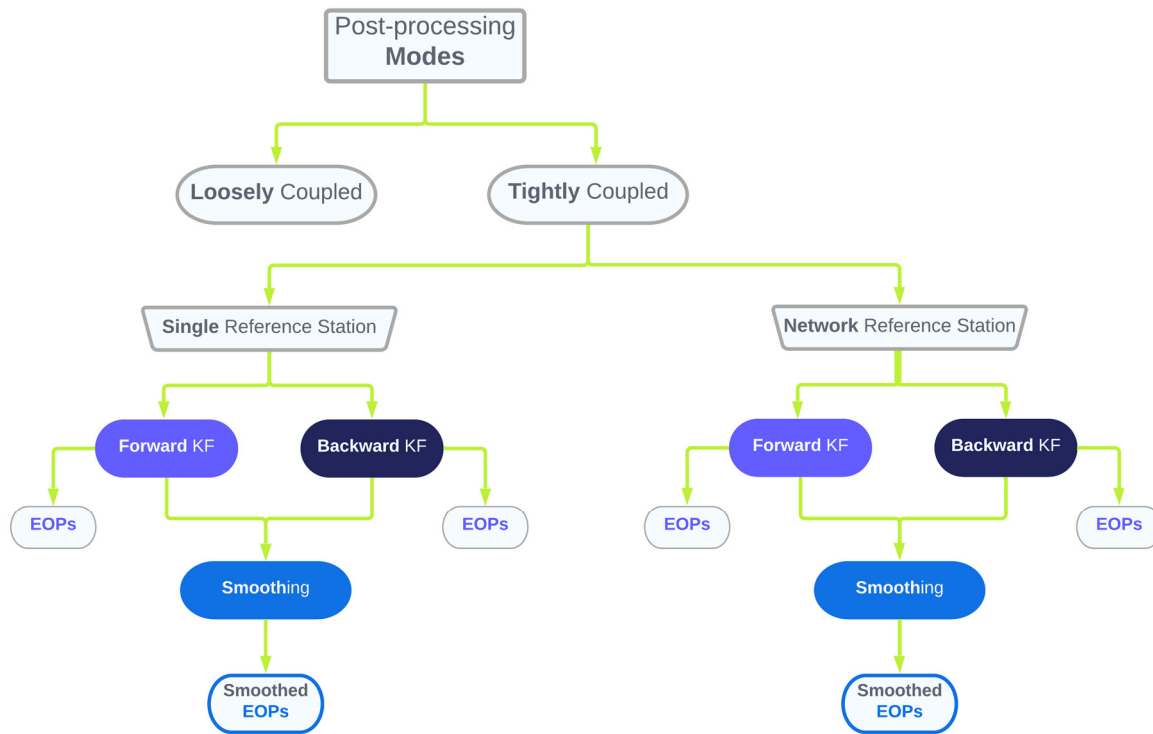 Post-processing
Modes
Loosely Coupled
Tightly Coupled
Single Reference Station
Network Reference Station
Forward KF
Backward KF
Forward KF
Backward KF
EOPs
EOPs
EOPs
EOPs
Smoothing
Smoothing
Smoothed
EOPs
Smoothed
EOPs